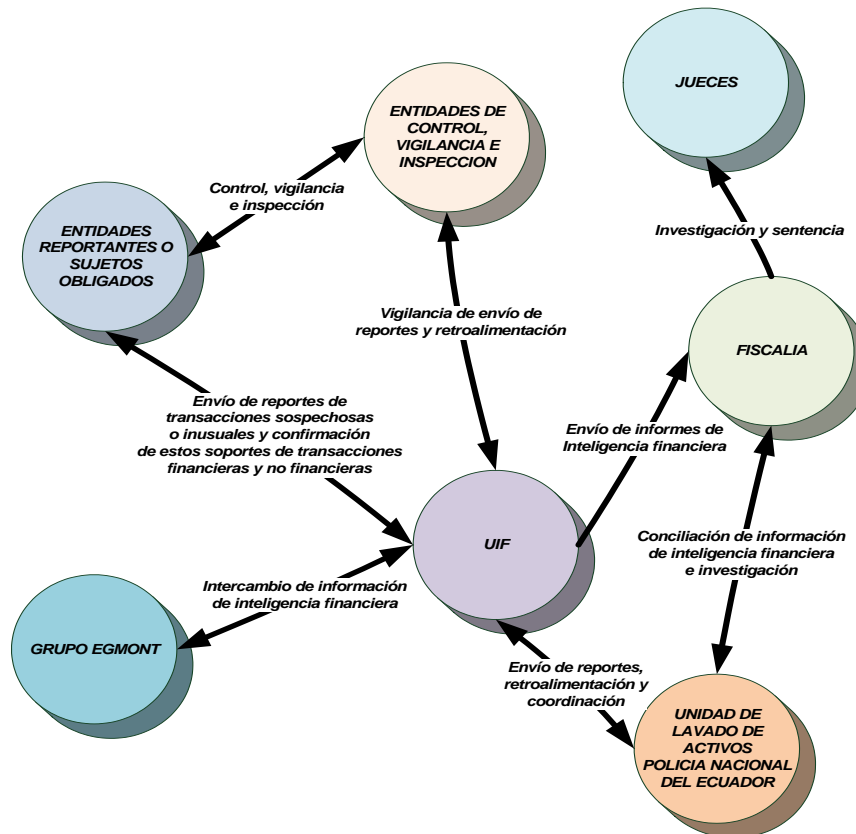 JUECES
ENTIDADES DE
CONTROL,
VIGILANCIA E
INSPECCION
Control, vigilancia
e inspección
ENTIDADES
REPORTANTES O
SUJETOS
OBLIGADOS
Investigación y sentencia
Vigilancia de envío de
reportes y retroalimentación
FISCALIA
Envío de reportes de
transacciones sospechosas
o inusuales y confirmación
de estos soportes de transacciones
financieras y no financieras
Envío de informes de
Inteligencia financiera
UIF
Conciliación de información
de inteligencia financiera
e investigación
Intercambio de información
de inteligencia financiera
GRUPO EGMONT
Envío de reportes,
retroalimentación y
coordinación
UNIDAD DE
LAVADO DE
ACTIVOS
POLICIA NACIONAL
DEL ECUADOR